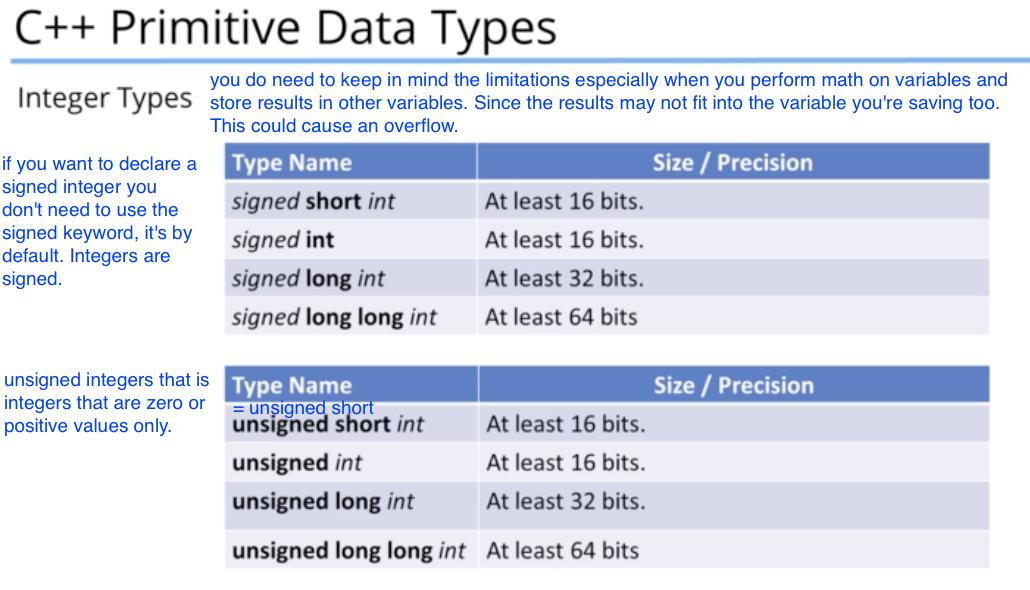 C++ Primitive Data Types
Integer Types
you do need to keep in mind the limitations especially when you perform math on variables and
store results in other variables. Since the results may not fit into the variable you're saving too.
This could cause an overflow.
if you want to declare a
signed integer you
don't need to use the
signed keyword, it's by
default. Integers are
signed.
Type Name Size / Precision
signed short int At least 16 bits.
signed int At least 16 bits.
signed long int At least 32 bits.
signed long long int At least 64 bits
unsigned integers that is
integers that are zero or
positive values only.
Type Name Size / Precision
= unsigned short
unsigned short int At least 16 bits.
unsigned int At least 16 bits.
unsigned long int At least 32 bits.
unsigned long long int At least 64 bits